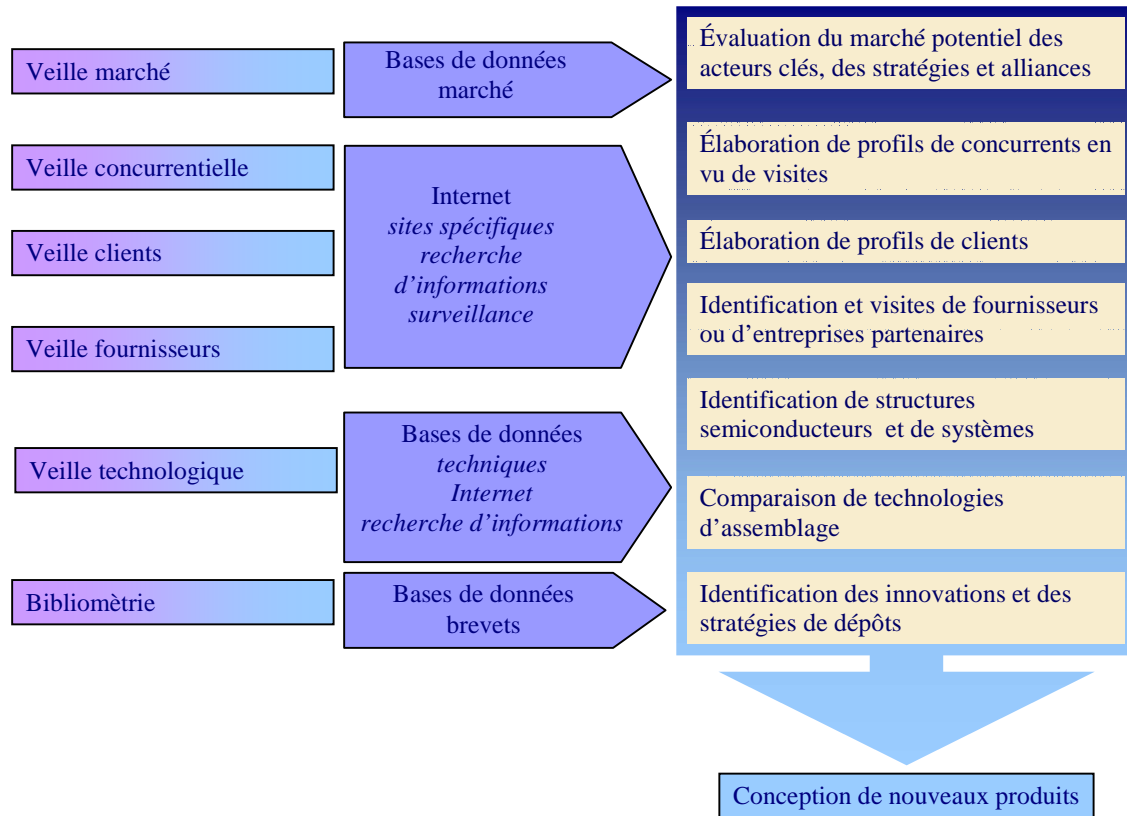 Veille marché
Bases de données
marché
Évaluation du marché potentiel des
acteurs clés, des stratégies et alliances
Veille concurrentielle
Veille clients
Veille fournisseurs
Internet
sites spécifiques
recherche
d’informations
surveillance
Élaboration de profils de concurrents en
vu de visites
Élaboration de profils de clients
Identification et visites de fournisseurs
ou d’entreprises partenaires
Veille technologique
Bases de données
techniques
Internet
recherche d’informations
Identification de structures
semiconducteurs et de systèmes
Comparaison de technologies
d’assemblage
Bibliomètrie
Bases de données
brevets
Identification des innovations et des
stratégies de dépôts
Conception de nouveaux produits